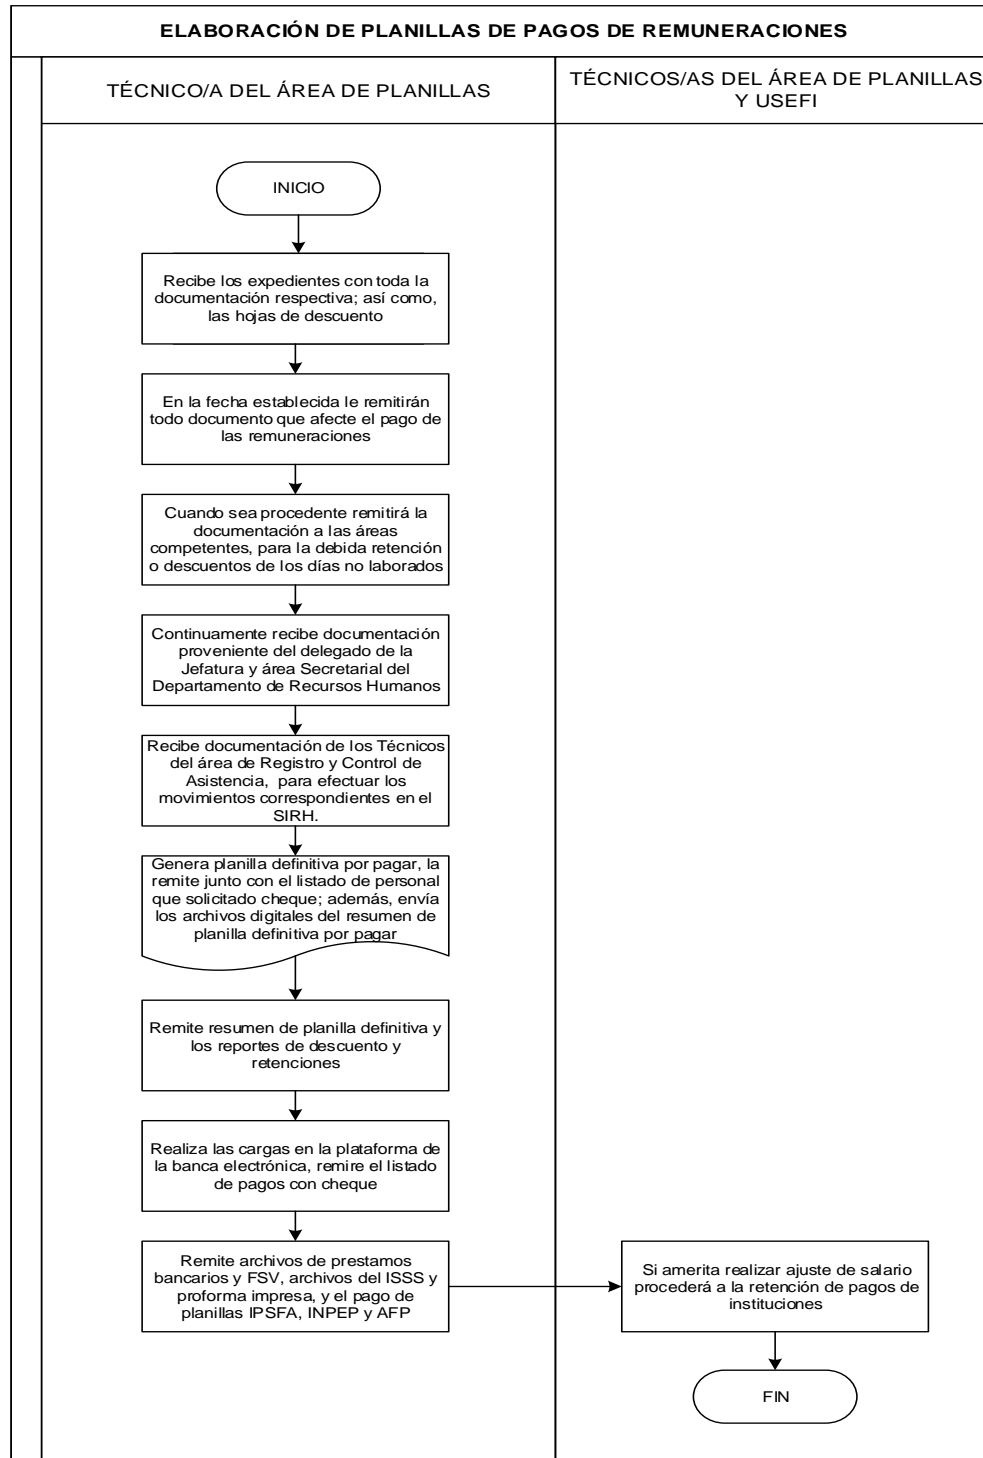 ELABORACIÓN DE PLANILLAS DE PAGOS DE REMUNERACIONES
TÉCNICO/A DEL ÁREA DE PLANILLAS
TÉCNICOS/AS DEL ÁREA DE PLANILLAS
Y USEFI
INICIO
Recibe los expedientes con toda la
documentación respectiva; así como,
las hojas de descuento
En la fecha establecida le remitirán
todo documento que afecte el pago de
las remuneraciones
Cuando sea procedente remitirá la
documentación a las áreas
competentes, para la debida retención
o descuentos de los días no laborados
Continuamente recibe documentación
proveniente del delegado de la
Jefatura y área Secretarial del
Departamento de Recursos Humanos
Recibe documentación de los Técnicos
del área de Registro y Control de
Asistencia, para efectuar los
movimientos correspondientes en el
SIRH.
Genera planilla definitiva por pagar, la
remite junto con el listado de personal
que solicitado cheque; además, envía
los archivos digitales del resumen de
planilla definitiva por pagar
Remite resumen de planilla definitiva y
los reportes de descuento y
retenciones
Realiza las cargas en la plataforma de
la banca electrónica, remire el listado
de pagos con cheque
Remite archivos de prestamos
bancarios y FSV, archivos del ISSS y
proforma impresa, y el pago de
planillas IPSFA, INPEP y AFP
Si amerita realizar ajuste de salario
procederá a la retención de pagos de
instituciones
FIN